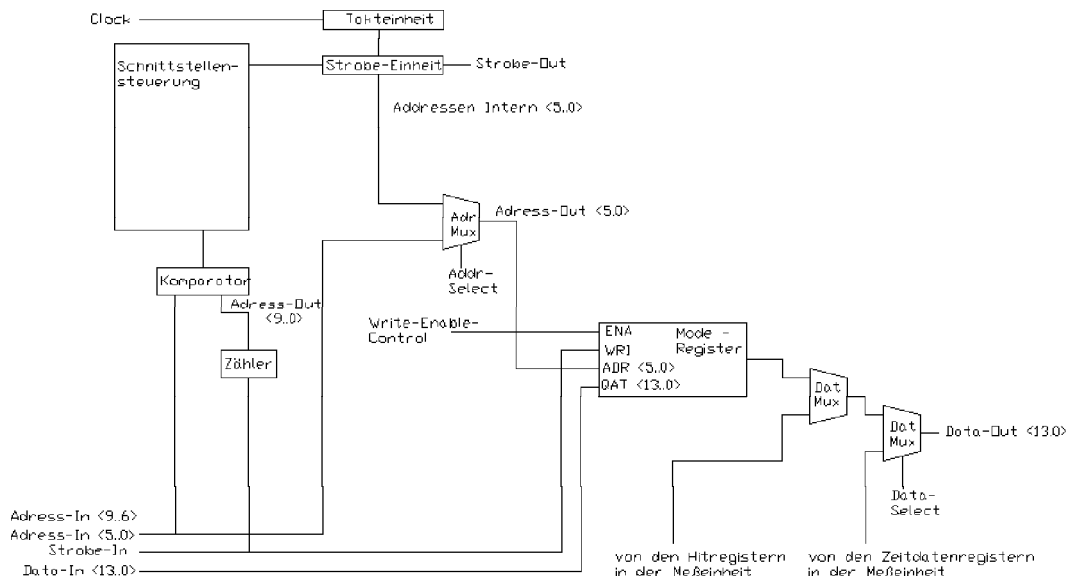 Clock
Takteinheit
Schnittstellen-
steuerung
Strobe-Einheit
Strobe-Out
Addressen Intern <5..0>
Adr
Mux
Adress-Out <5..0>
Addr-
Select
Komparator
Adress-Out
<9..0>
Zähler
Write-Enable-
Control
ENA
WRI
ADR <5..0>
DAT <13..0>
Mode -
Register
Dat
Mux
Dat
Mux
Data-Out <13..0>
Data-
Select
Adress-In <9..6>
Adress-In <5..0>
Strobe-In
Data-In <13..0>
von den Hitregistern
in der Meßeinheit
von den Zeitdatenregistern
in der Meßeinheit